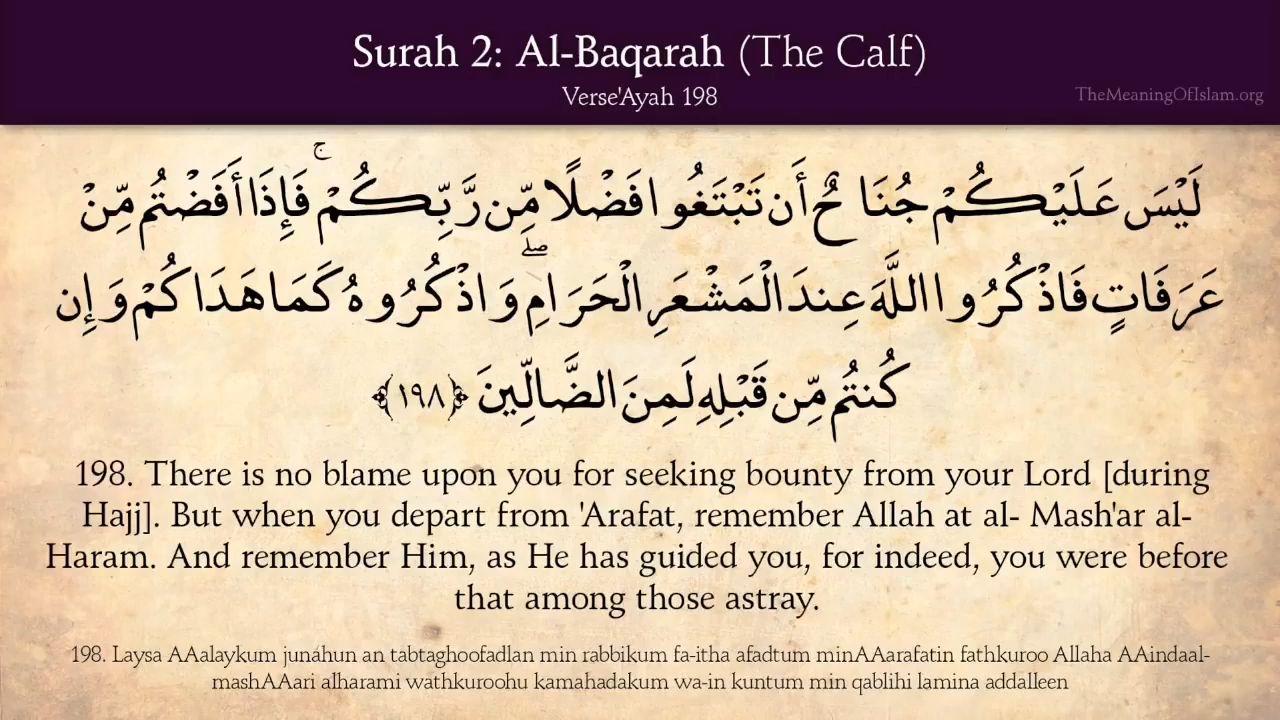 Surah 2: Al-Baqarah (The Calf)
Verse'Ayah 198
TheMeaningOfIslam.org
لَيْسَ عَلَيْكُمْ جُنَاحٌ أَن تَبْتَغُوا فَضْلًا مِّن رَّبِّكُمْ ۚ فَإِذَا أَفَضْتُم مِّنْ
عَرَفَاتٍ فَاذْكُرُوا اللَّهَ عِندَ الْمَشْعَرِ الْحَرَامِ ۖ وَاذْكُرُوهُ كَمَا هَدَاكُمْ وَإِن
كُنتُم مِّن قَبْلِهِ لَمِنَ الضَّالِّينَ ﴿١٩٨﴾
198. There is no blame upon you for seeking bounty from your Lord [during
Hajj]. But when you depart from 'Arafat, remember Allah at al- Mash'ar al-
Haram. And remember Him, as He has guided you, for indeed, you were before
that among those astray.
198. Laysa AAalaykum junahun an tabtaghoofadlan min rabbikum fa-itha afadtum minAAarafatin fathkuroo Allaha AAindaal-
mashAAari alharami wathkuroohu kamahadakum wa-in kuntum min qablihi lamina addalleen